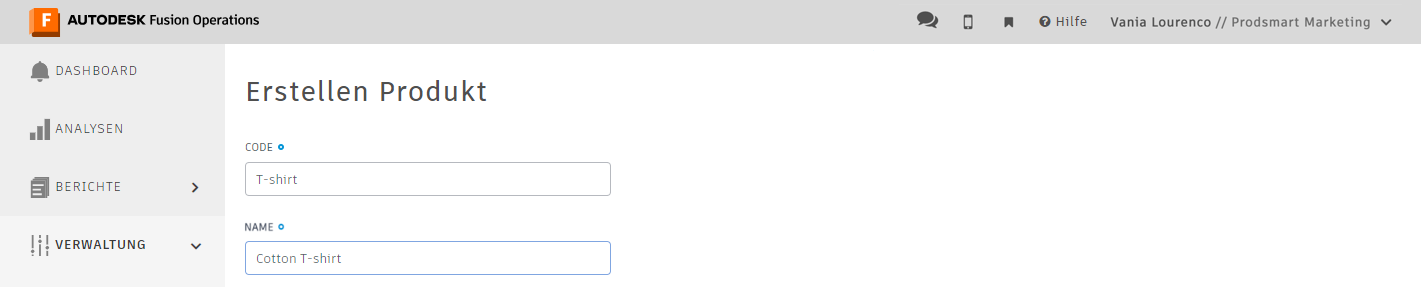 F AUTODESK Fusion Operations
Hilfe
Vania Lourenco // Prodsmart Marketing
DASHBOARD
ANALYSEN
BERICHTE
VERWALTUNG
Erstellen Produkt
CODE
T-shirt
NAME
Cotton T-shirt